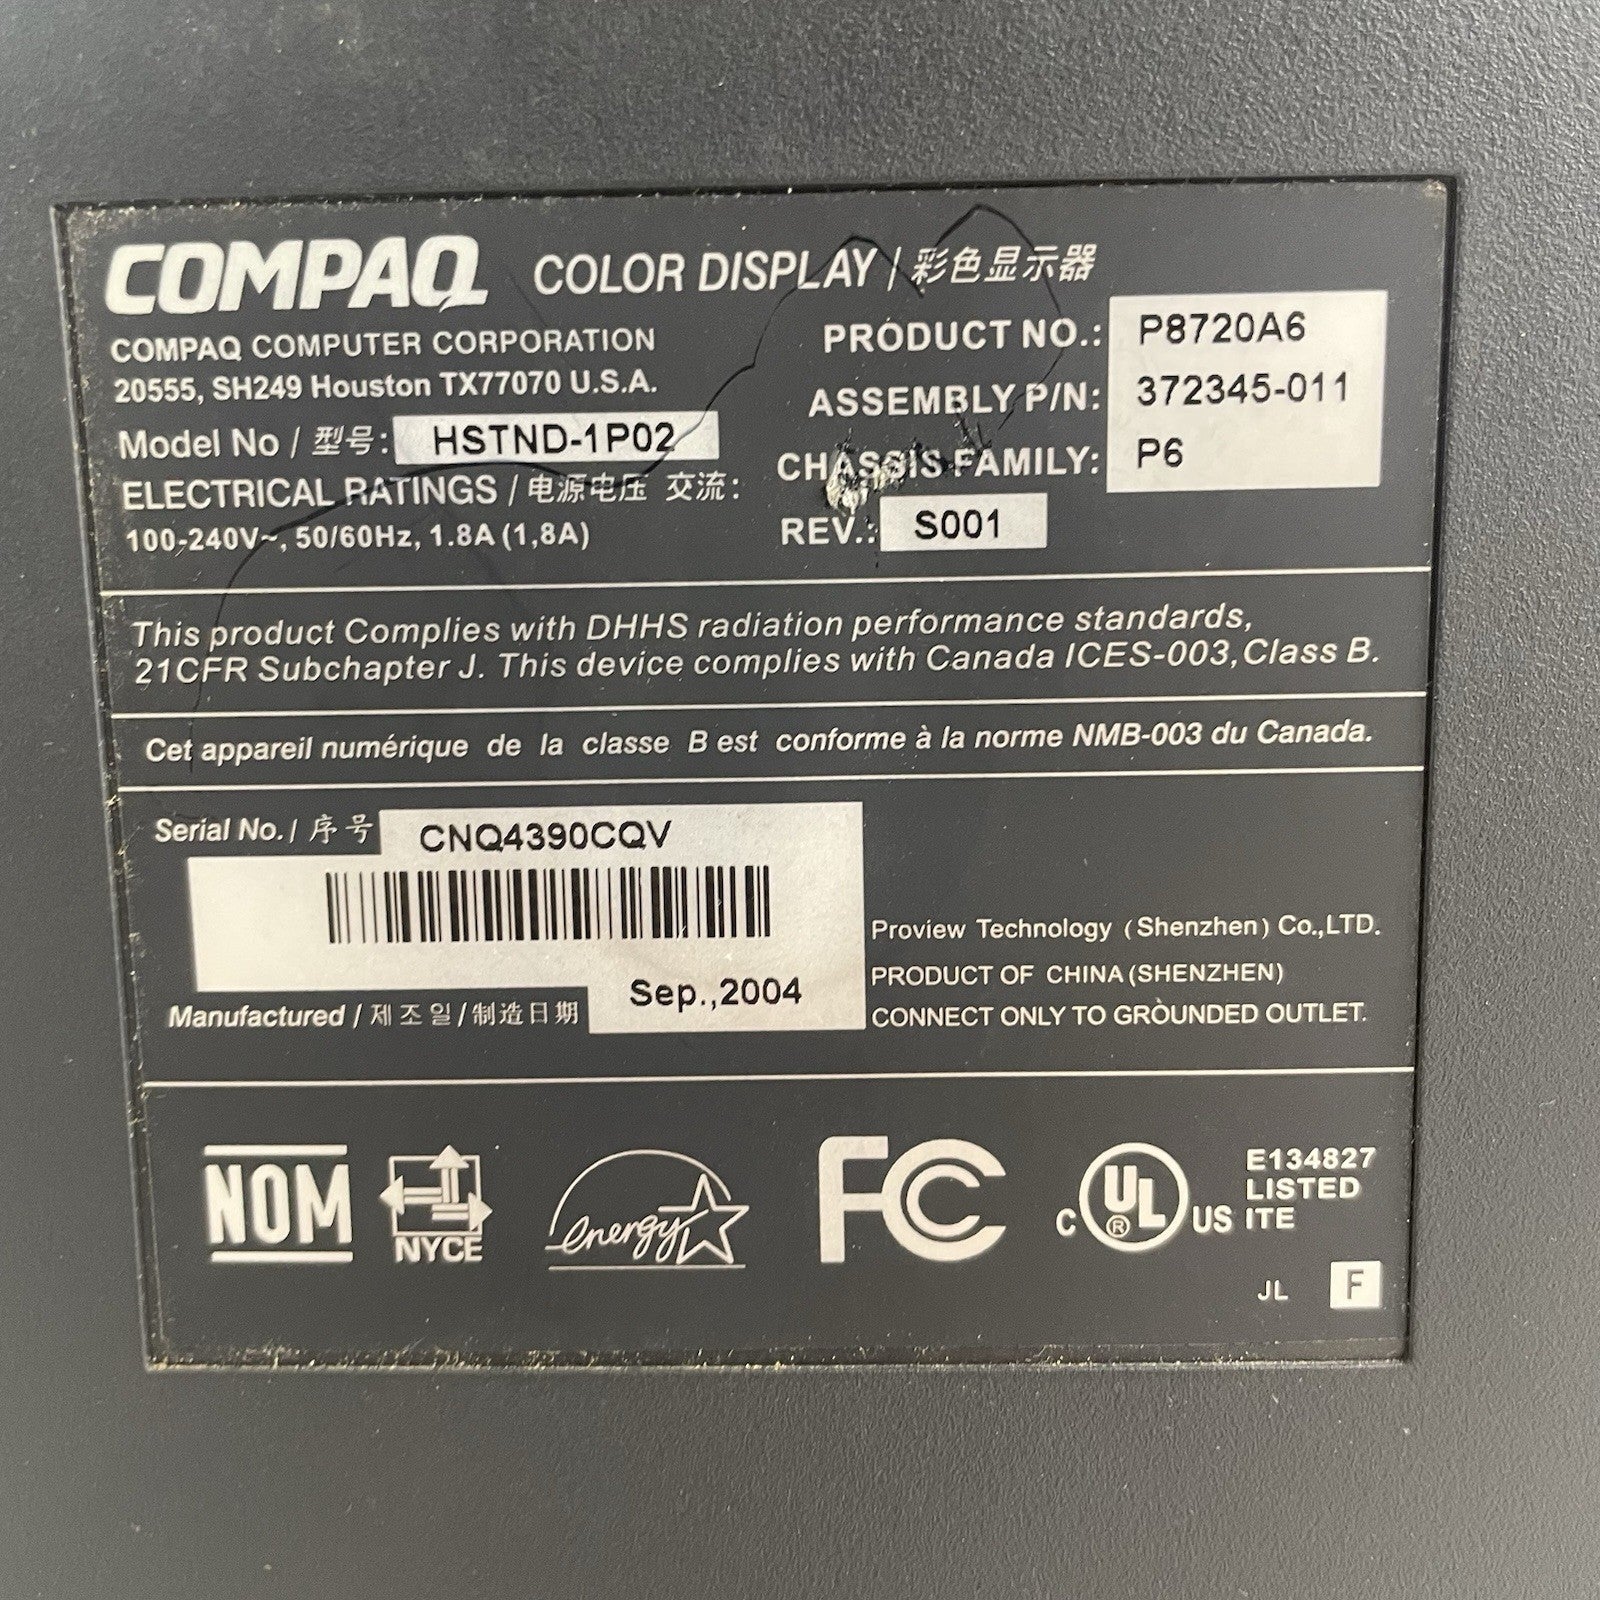 COMPAQ COLOR DISPLAY / 彩色显示器
COMPAQ COMPUTER CORPORATION
20555, SH249 Houston TX77070 U.S.A.
Model No / 型号: HSTND-1P02
ELECTRICAL RATINGS / 电源电压 交流:
100-240V~, 50/60Hz, 1.8A (1,8A)
PRODUCT NO.: P8720A6
ASSEMBLY P/N: 372345-011
CHASSIS FAMILY: P6
REV.: S001
This product Complies with DHHS radiation performance standards,
21CFR Subchapter J. This device complies with Canada ICES-003, Class B.
Cet appareil numérique de la classe B est conforme à la norme NMB-003 du Canada.
Serial No. / 序号 CNQ4390CQV
Manufactured / 제조일 / 制造日期 Sep.,2004
Proview Technology (Shenzhen) Co.,LTD.
PRODUCT OF CHINA (SHENZHEN)
CONNECT ONLY TO GROUNDED OUTLET.
NOM
NYCE
energy
FC
C UL ® US
E134827
LISTED
ITE
JL F